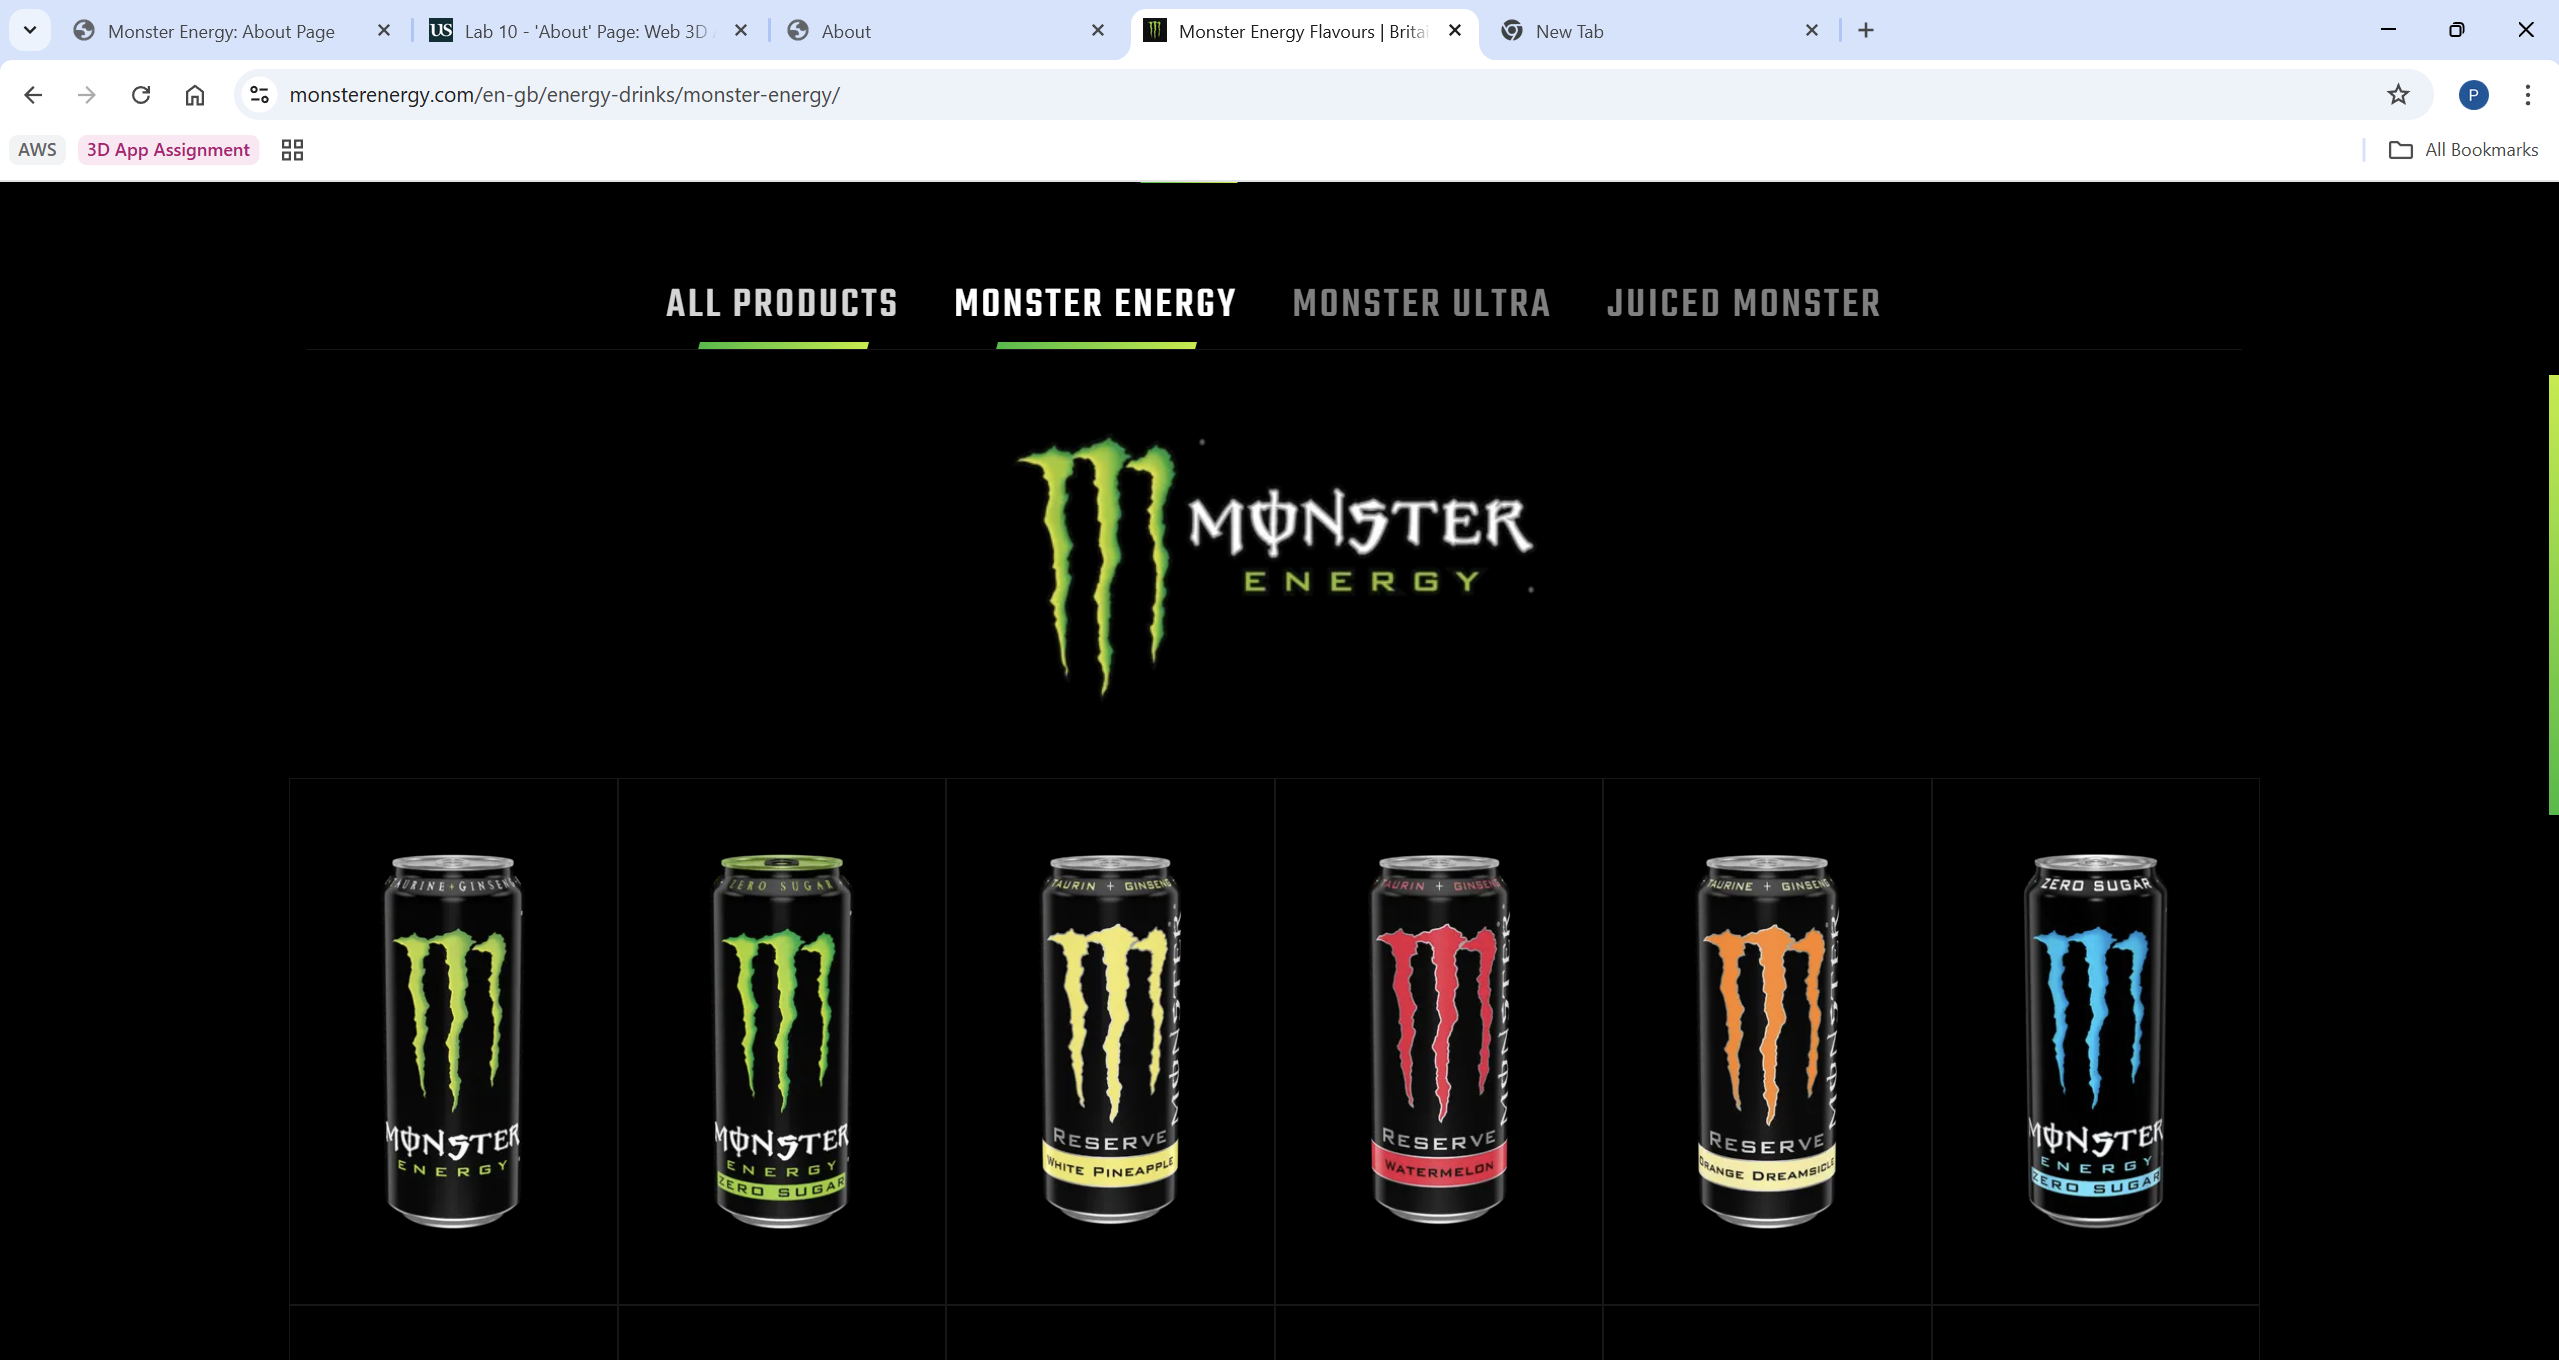 Monster Energy: About Page
US Lab 10 - 'About' Page: Web 3D
About
Monster Energy Flavours | Britai
New Tab
monsterenergy.com/en-gb/energy-drinks/monster-energy/
P
AWS
3D App Assignment
All Bookmarks
ALL PRODUCTS
MONSTER ENERGY
MONSTER ULTRA
JUICED MONSTER
MONSTER
ENERGY
TAURINE+GINSENG
MONSTER
ENERGY
ZERO SUGAR
MONSTER
ENERGY
ZERO SUGAR
TAURIN + GINSENG
MONSTER
RESERVE
WHITE PINEAPPLE
TAURIN + GINSENG
MONSTER
RESERVE
WATERMELON
TAURINE + GINSENG
MONSTER
RESERVE
ORANGE DREAMSICLE
ZERO SUGAR
MONSTER
ENERGY
ZERO SUGAR